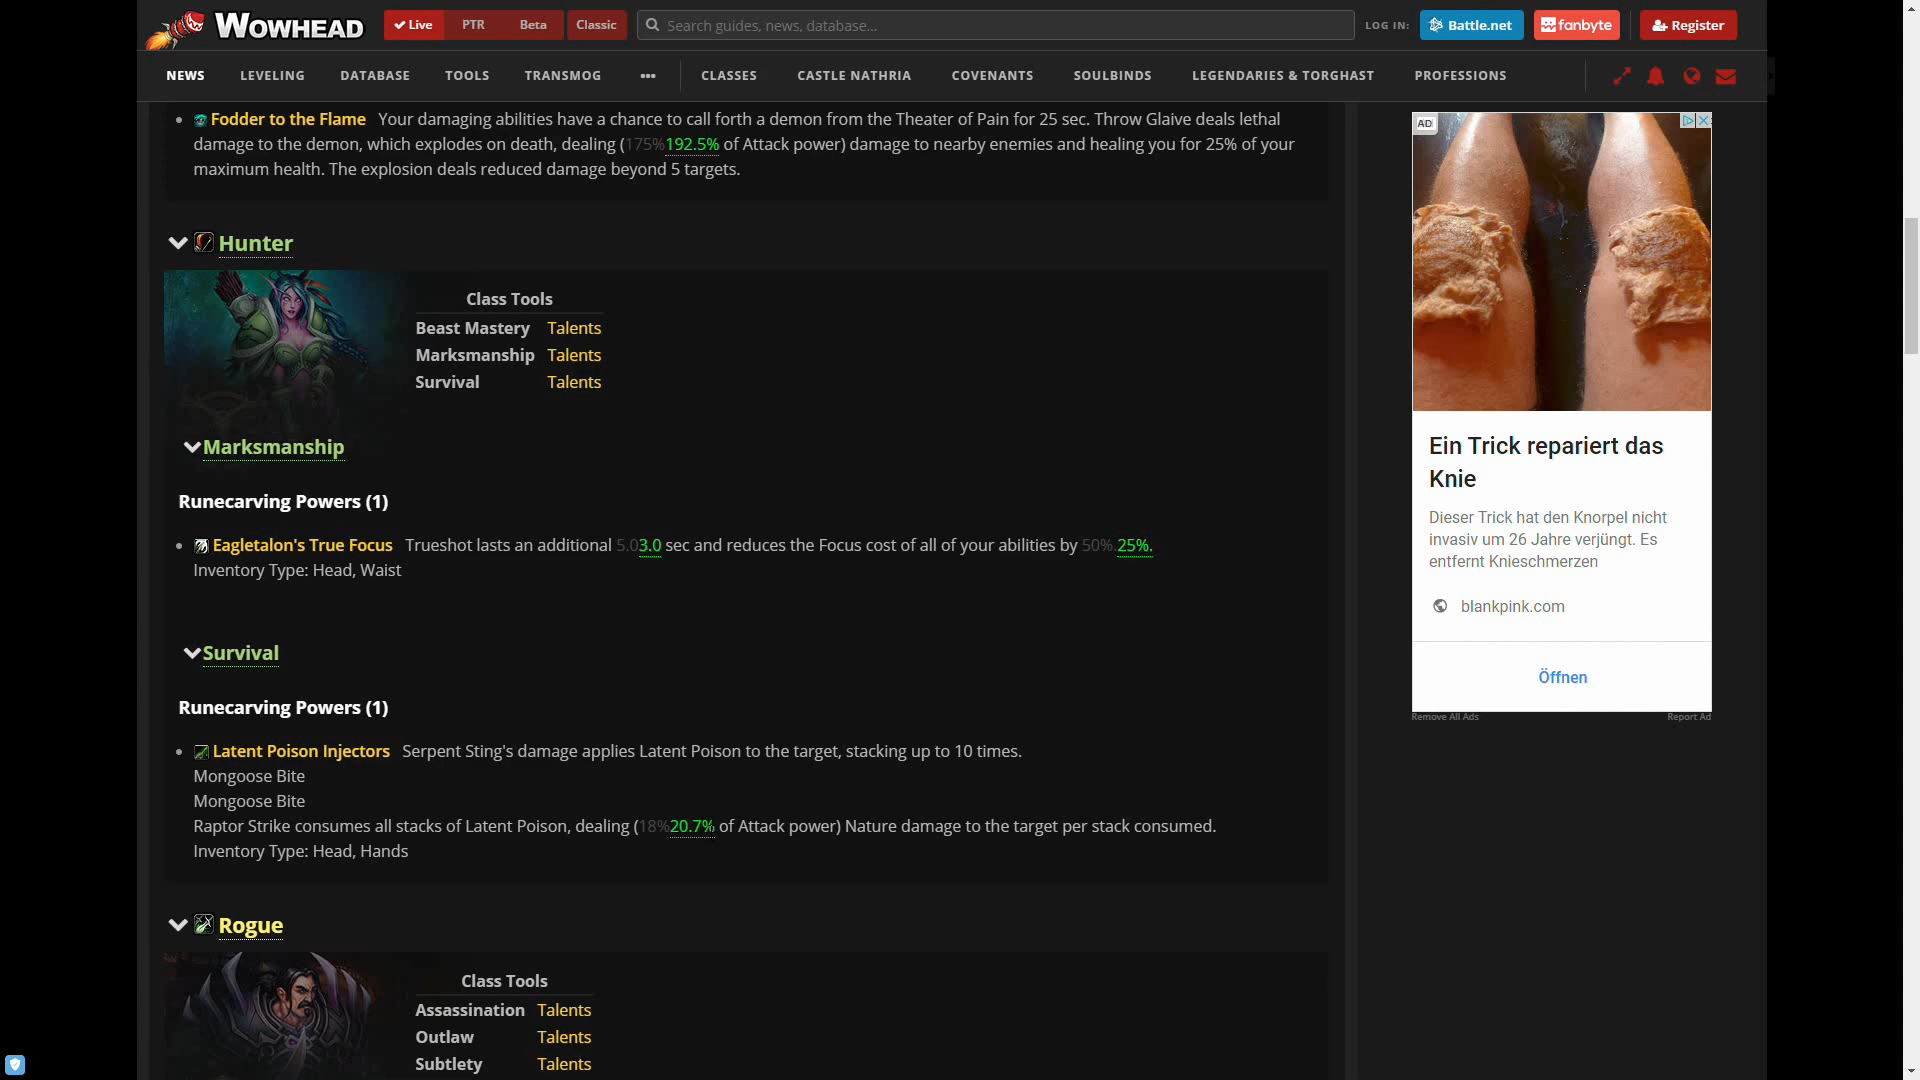 WOWHEAD
Live PTR Beta Classic
Search guides, news, database...
LOG IN: Battle.net fanbyte Register
NEWS LEVELING DATABASE TOOLS TRANSMOG ••• CLASSES CASTLE NATHRIA COVENANTS SOULBINDS LEGENDARIES & TORGHAST PROFESSIONS
• Fodder to the Flame Your damaging abilities have a chance to call forth a demon from the Theater of Pain for 25 sec. Throw Glaive deals lethal
damage to the demon, which explodes on death, dealing (175%192.5% of Attack power) damage to nearby enemies and healing you for 25% of your
maximum health. The explosion deals reduced damage beyond 5 targets.
Hunter
Class Tools
Beast Mastery Talents
Marksmanship Talents
Survival Talents
Marksmanship
Runecarving Powers (1)
• Eagletalon's True Focus Trueshot lasts an additional 5.03.0 sec and reduces the Focus cost of all of your abilities by 50%.25%.
Inventory Type: Head, Waist
Survival
Runecarving Powers (1)
• Latent Poison Injectors Serpent Sting's damage applies Latent Poison to the target, stacking up to 10 times.
Mongoose Bite
Mongoose Bite
Raptor Strike consumes all stacks of Latent Poison, dealing (18%20.7% of Attack power) Nature damage to the target per stack consumed.
Inventory Type: Head, Hands
Rogue
Class Tools
Assassination Talents
Outlaw Talents
Subtlety Talents
AD
Ein Trick repariert das
Knie
Dieser Trick hat den Knorpel nicht
invasiv um 26 Jahre verjüngt. Es
entfernt Knieschmerzen
blankpink.com
Öffnen
Remove All Ads Report Ad